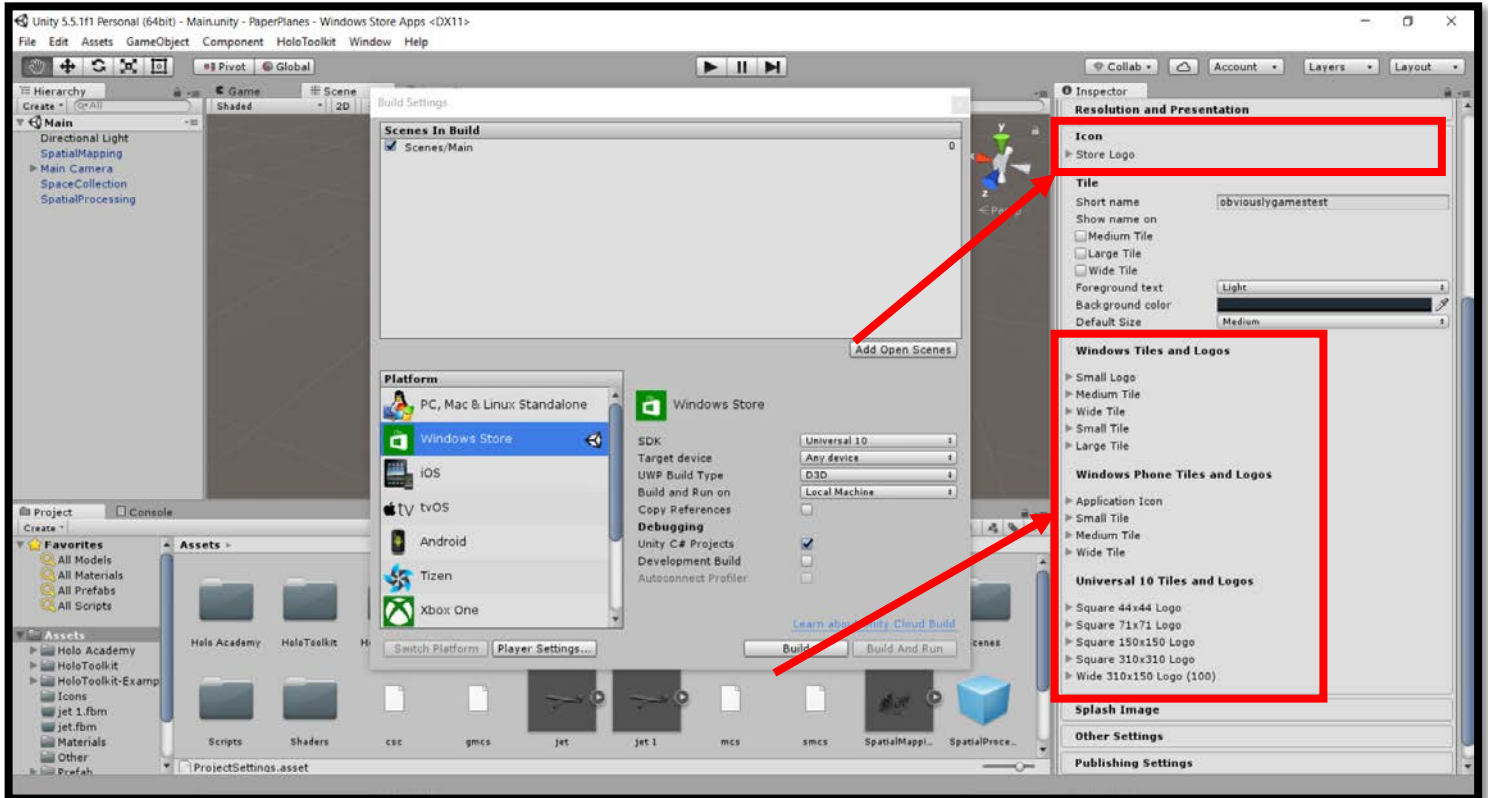 Unity 5.5.1f1 Personal (64bit) - Main.unity - PaperPlanes - Windows Store Apps <DX11>
File Edit Assets GameObject Component HoloToolkit Window Help
Pivot Global
Collab Account Layers Layout
Hierarchy
Create All
Main
Directional Light
SpatialMapping
Main Camera
SpaceCollection
SpatialProcessing
Game Scene
Shaded 2D
y
z
Persp
Build Settings
Scenes In Build
Scenes/Main 0
Add Open Scenes
Platform
PC, Mac & Linux Standalone
Windows Store
iOS
tv tvOS
Android
Tizen
Xbox One
Windows Store
SDK Universal 10
Target device Any device
UWP Build Type D3D
Build and Run on Local Machine
Copy References
Debugging
Unity C# Projects
Development Build
Autoconnect Profiler
Learn about Unity Cloud Build
Switch Platform Player Settings... Build Build And Run
Inspector
Resolution and Presentation
Icon
Store Logo
Tile
Short name obviouslygamestest
Show name on
Medium Tile
Large Tile
Wide Tile
Foreground text Light
Background color
Default Size Medium
Windows Tiles and Logos
Small Logo
Medium Tile
Wide Tile
Small Tile
Large Tile
Windows Phone Tiles and Logos
Application Icon
Small Tile
Medium Tile
Wide Tile
Universal 10 Tiles and Logos
Square 44x44 Logo
Square 71x71 Logo
Square 150x150 Logo
Square 310x310 Logo
Wide 310x150 Logo (100)
Splash Image
Other Settings
Publishing Settings
Project Console
Create
Favorites
All Models
All Materials
All Prefabs
All Scripts
Assets
Holo Academy
HoloToolkit
HoloToolkit-Examp
Icons
jet 1.fbm
jet.fbm
Materials
Other
Prefab
Assets
Holo Academy HoloToolkit
Scripts Shaders csc gmcs jet jet 1 mcs smcs SpatialMappi... SpatialProce...
ProjectSettings.asset